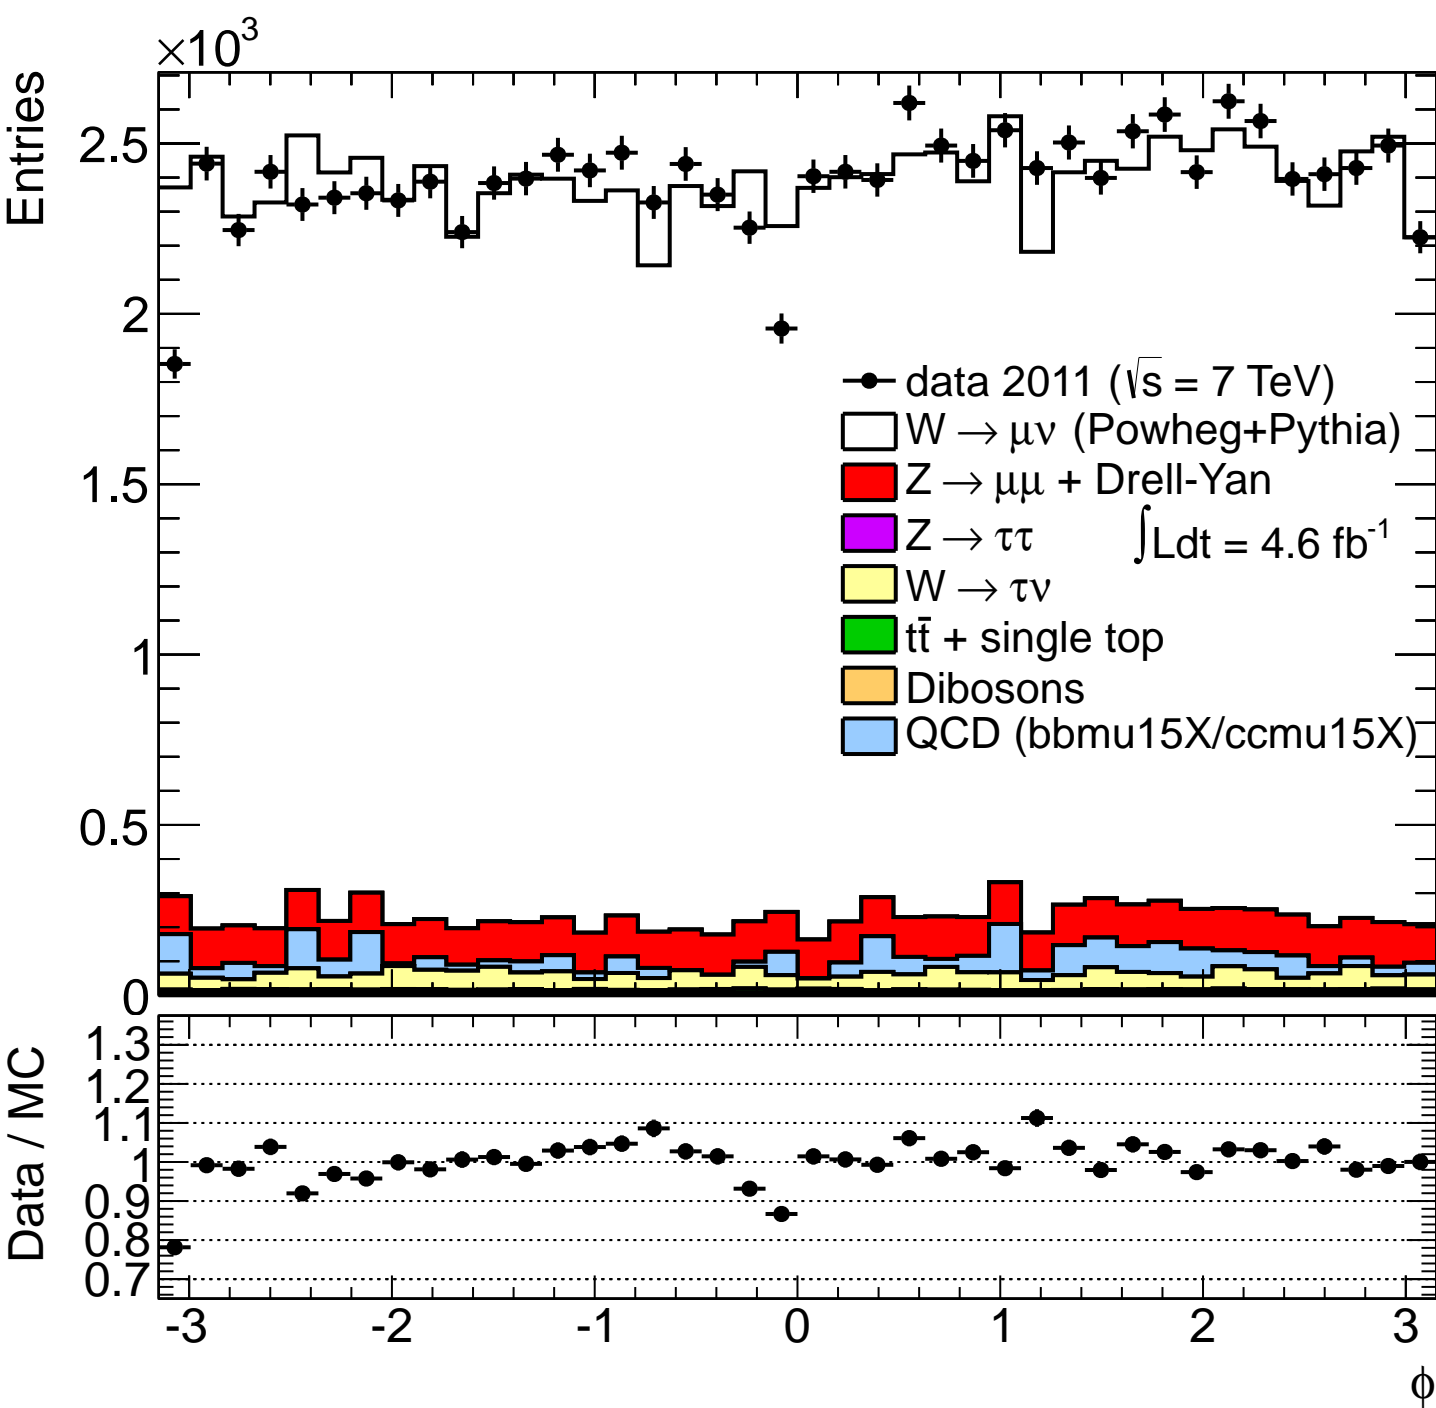 ×10³
Entries
2.5
2
1.5
1
0.5
0
data 2011 (√s = 7 TeV)
W → μν (Powheg+Pythia)
Z → μμ + Drell-Yan
Z → ττ
∫Ldt = 4.6 fb⁻¹
W → τν
tt̄ + single top
Dibosons
QCD (bbmu15X/ccmu15X)
Data / MC
1.3
1.2
1.1
1
0.9
0.8
0.7
-3 -2 -1 0 1 2 3
ϕ